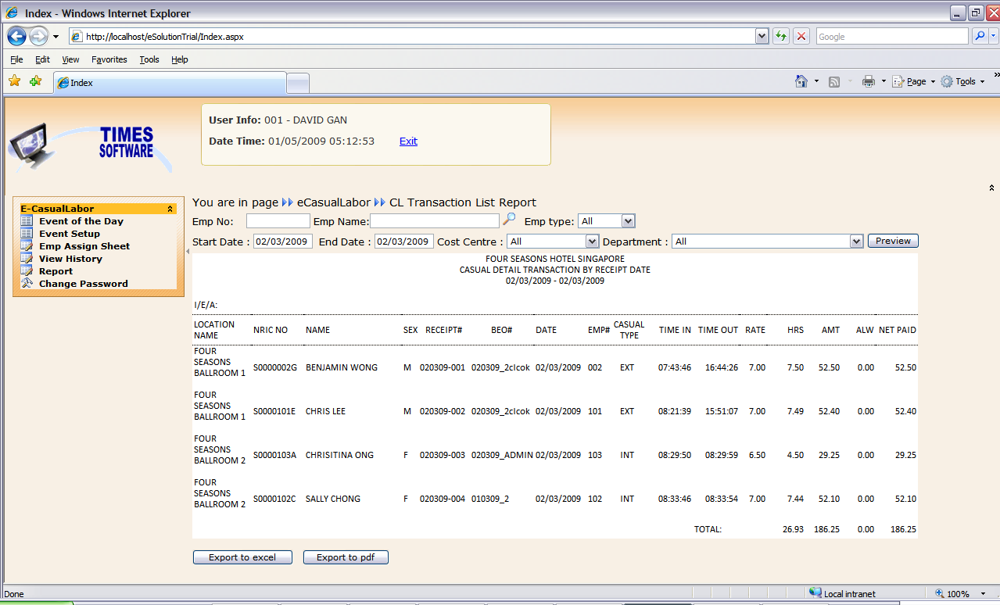 Index - Windows Internet Explorer
http://localhost/eSolutionTrial/Index.aspx
Google
File Edit View Favorites Tools Help
Index
Page Tools
TIMES
SOFTWARE
User Info: 001 - DAVID GAN
Date Time: 01/05/2009 05:12:53 Exit
E-CasualLabor
Event of the Day
Event Setup
Emp Assign Sheet
View History
Report
Change Password
You are in page eCasualLabor CL Transaction List Report
Emp No: Emp Name: Emp type: All
Start Date : 02/03/2009 End Date : 02/03/2009 Cost Centre : All Department : All Preview
FOUR SEASONS HOTEL SINGAPORE
CASUAL DETAIL TRANSACTION BY RECEIPT DATE
02/03/2009 - 02/03/2009
I/E/A:
LOCATION NAME NRIC NO NAME SEX RECEIPT# BEO# DATE EMP# CASUAL TYPE TIME IN TIME OUT RATE HRS AMT ALW NET PAID
FOUR
SEASONS
BALLROOM 1 S0000002G BENJAMIN WONG M 020309-001 020309_2clcok 02/03/2009 002 EXT 07:43:46 16:44:26 7.00 7.50 52.50 0.00 52.50
FOUR
SEASONS
BALLROOM 1 S0000101E CHRIS LEE M 020309-002 020309_2clcok 02/03/2009 101 EXT 08:21:39 15:51:07 7.00 7.49 52.40 0.00 52.40
FOUR
SEASONS
BALLROOM 2 S0000103A CHRISITINA ONG F 020309-003 020309_ADMIN 02/03/2009 103 INT 08:29:50 08:29:59 6.50 4.50 29.25 0.00 29.25
FOUR
SEASONS
BALLROOM 2 S0000102C SALLY CHONG F 020309-004 010309_2 02/03/2009 102 INT 08:33:46 08:33:54 7.00 7.44 52.10 0.00 52.10
TOTAL: 26.93 186.25 0.00 186.25
Export to excel Export to pdf
Done Local intranet 100%